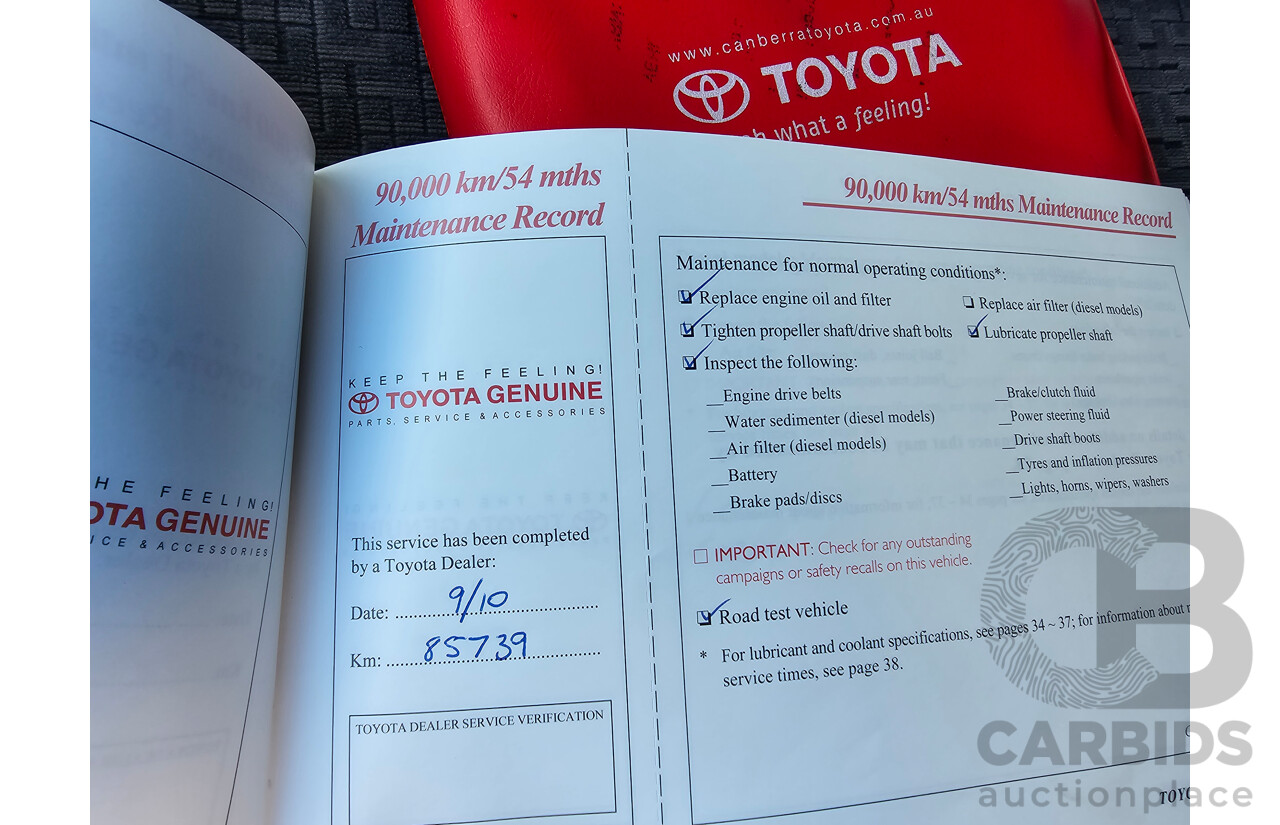 www.canberratoyota.com.au
TOYOTA
what a feeling!
90,000 km/54 mths
Maintenance Record
KEEP THE FEELING!
TOYOTA GENUINE
PARTS, SERVICE & ACCESSORIES
This service has been completed
by a Toyota Dealer:
Date: 9/10
Km: 85739
TOYOTA DEALER SERVICE VERIFICATION
90,000 km/54 mths Maintenance Record
Maintenance for normal operating conditions*:
Replace engine oil and filter
Replace air filter (diesel models)
Tighten propeller shaft/drive shaft bolts
Lubricate propeller shaft
Inspect the following:
Engine drive belts
Water sedimenter (diesel models)
Air filter (diesel models)
Battery
Brake pads/discs
Brake/clutch fluid
Power steering fluid
Drive shaft boots
Tyres and inflation pressures
Lights, horns, wipers, washers
IMPORTANT: Check for any outstanding
campaigns or safety recalls on this vehicle.
Road test vehicle
* For lubricant and coolant specifications, see pages 34 ~ 37; for information about
service times, see page 38.
HE FEELING!
OTA GENUINE
ICE & ACCESSORIES
CB
CARBIDS
auctionplace